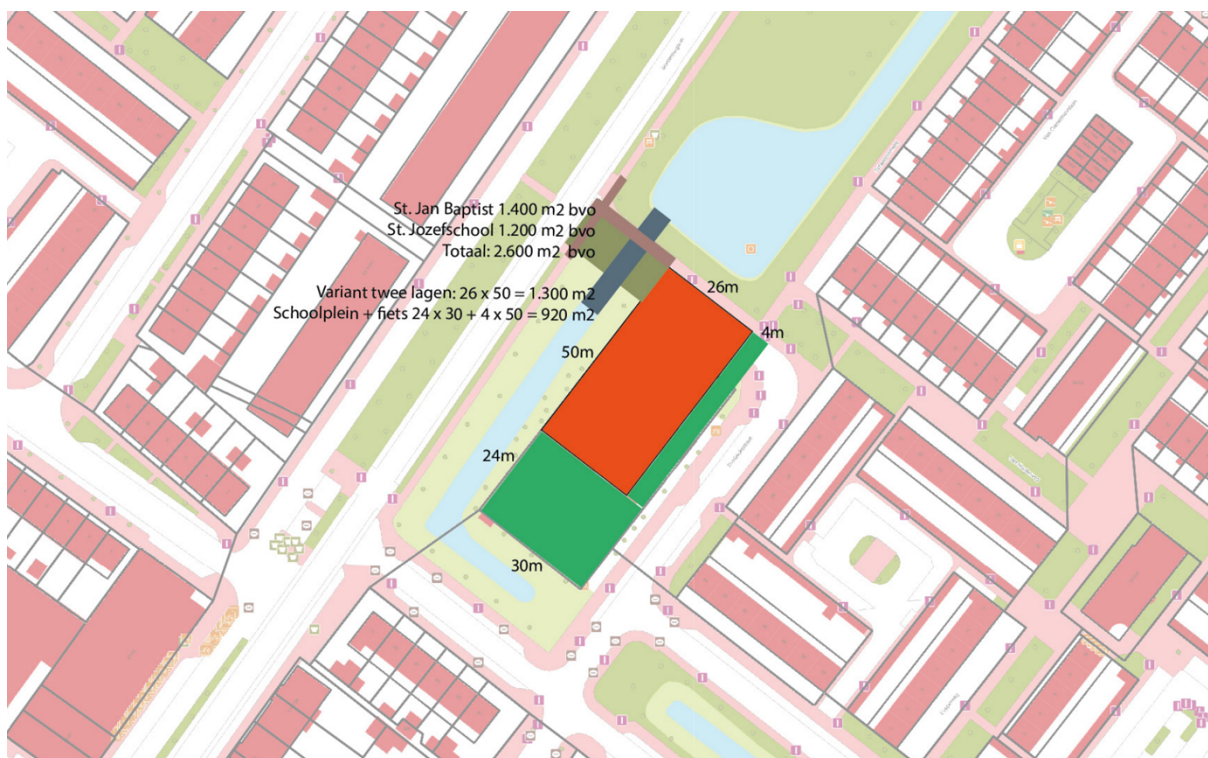 St. Jan Baptist 1.400 m2 bvo
St. Jozefschool 1.200 m2 bvo
Totaal: 2.600 m2 bvo
Variant twee lagen: 26 x 50 = 1.300 m2
Schoolplein + fiets 24 x 30 + 4 x 50 = 920 m2
26m
4m
50m
24m
30m